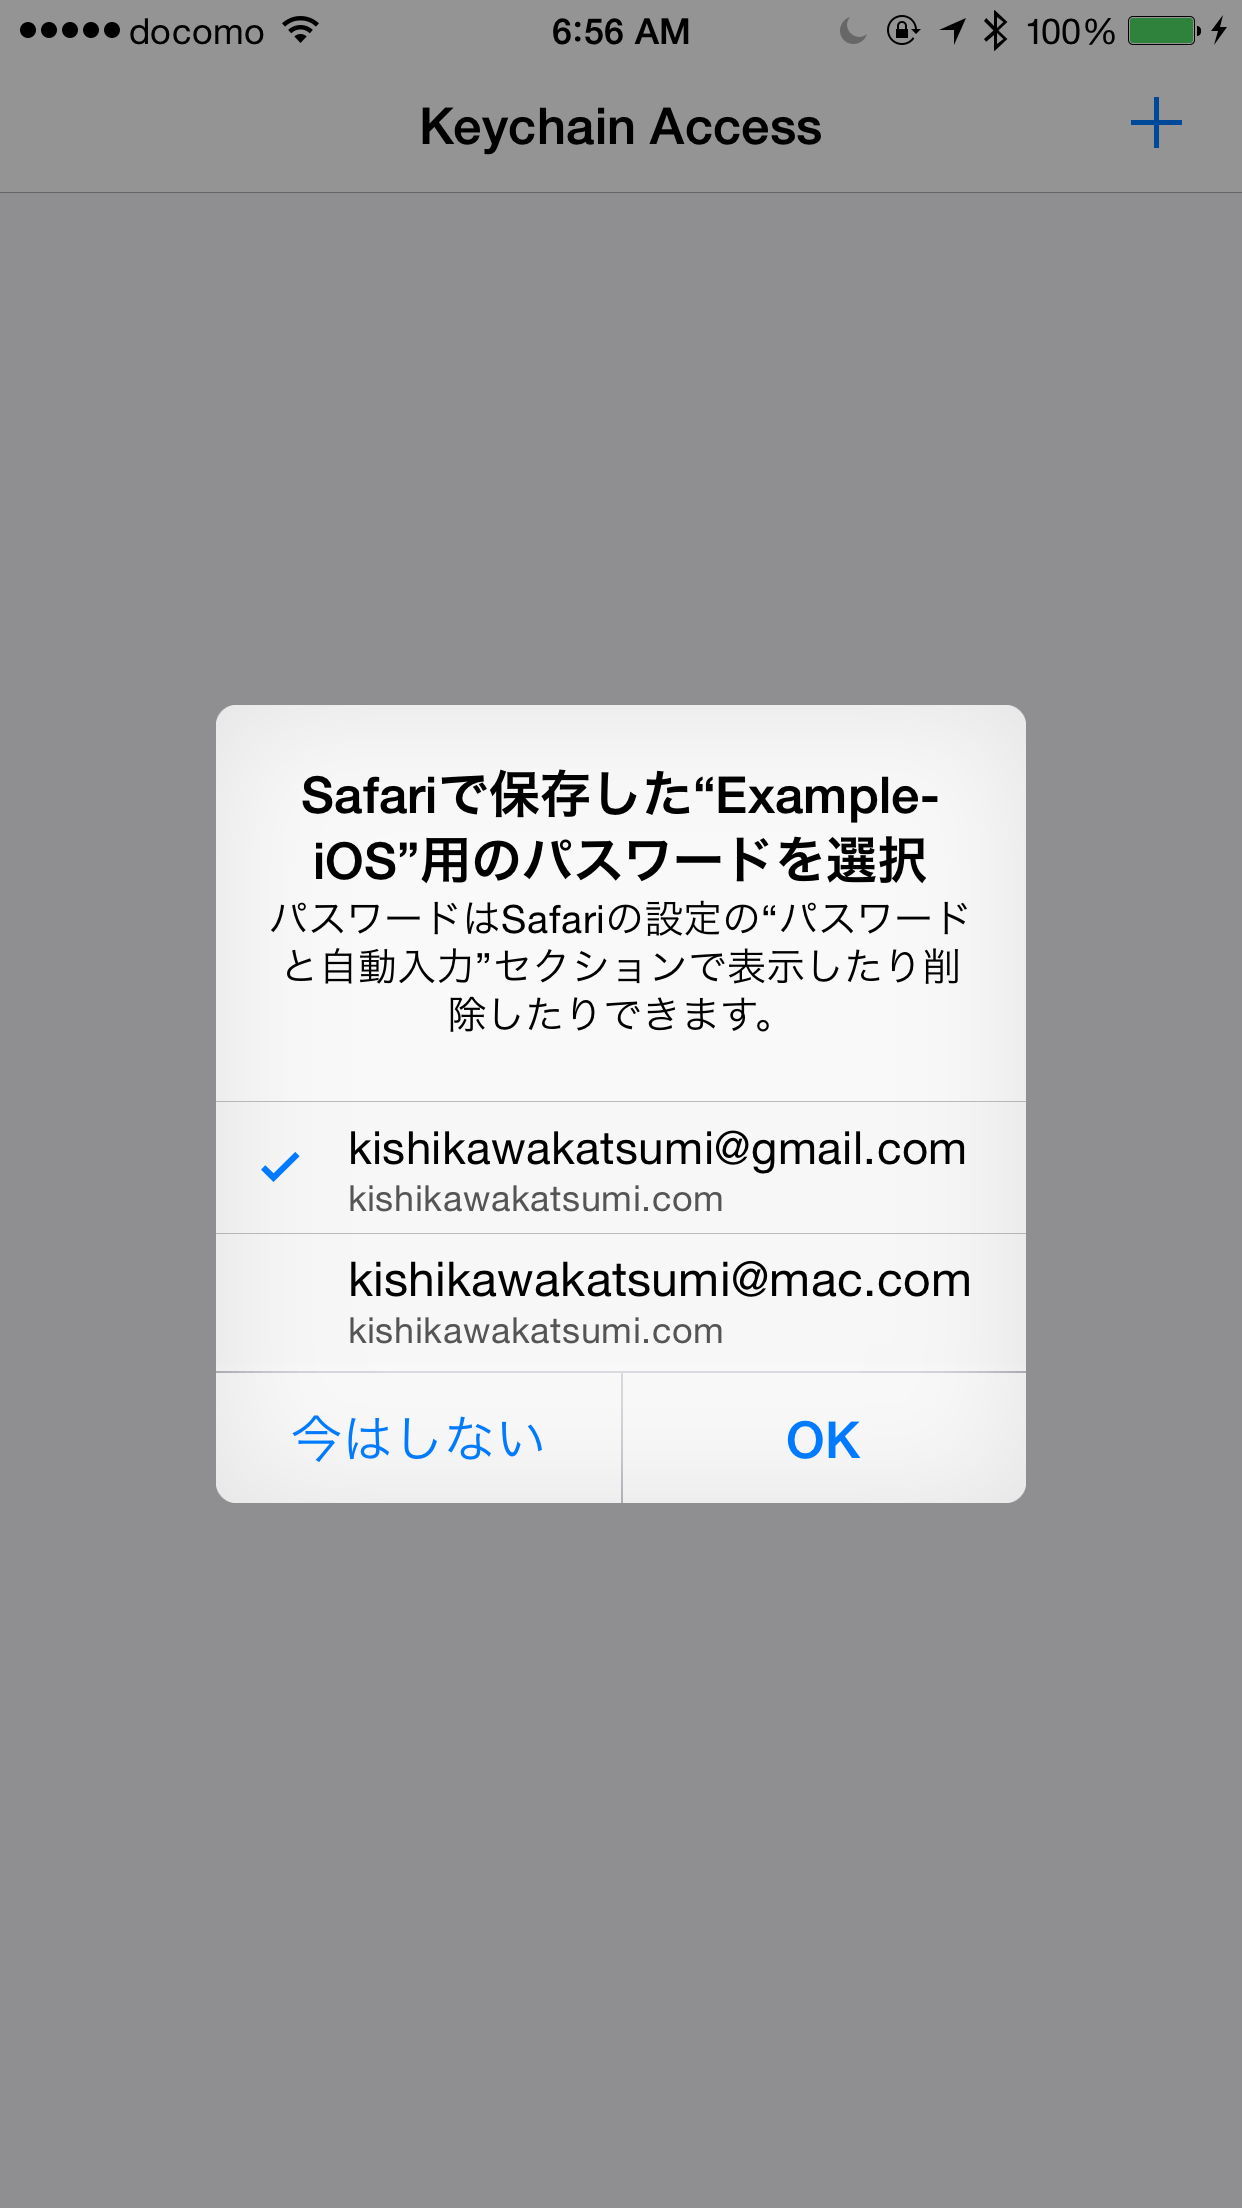 docomo
6:56 AM
100%
Keychain Access
Safariで保存した“Example-
iOS”用のパスワードを選択
パスワードはSafariの設定の“パスワード
と自動入力”セクションで表示したり削
除したりできます。
kishikawakatsumi@gmail.com
kishikawakatsumi.com
kishikawakatsumi@mac.com
kishikawakatsumi.com
今はしない
OK